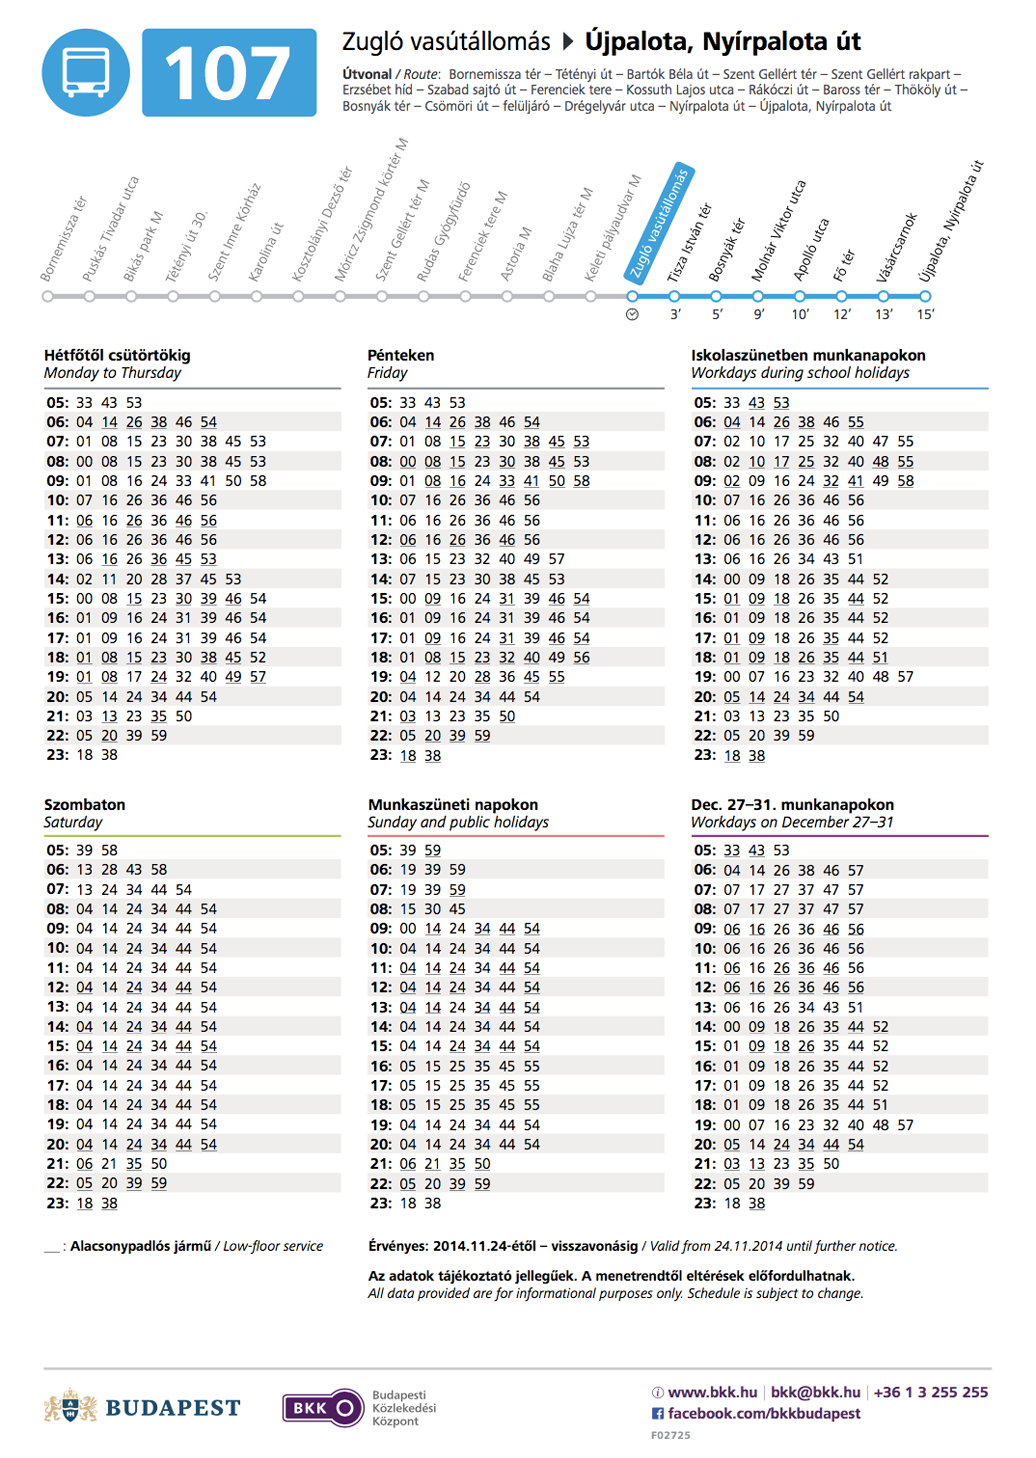 107
Zugló vasútállomás ▶ Újpalota, Nyírpalota út
Útvonal / Route: Bornemissza tér – Tétényi út – Bartók Béla út – Szent Gellért tér – Szent Gellért rakpart –
Erzsébet híd – Szabad sajtó út – Ferenciek tere – Kossuth Lajos utca – Rákóczi út – Baross tér – Thököly út –
Bosnyák tér – Csömöri út – felüljáró – Drégelyvár utca – Nyírpalota út – Újpalota, Nyírpalota út
Bornemissza tér
Puskás Tivadar utca
Bikás park M
Tétényi út 30.
Szent Imre Kórház
Karolina út
Kosztolányi Dezső tér
Móricz Zsigmond körtér M
Szent Gellért tér M
Rudas Gyógyfürdő
Ferenciek tere M
Astoria M
Blaha Lujza tér M
Keleti pályaudvar M
Zugló vasútállomás
Tisza István tér
Bosnyák tér
Molnár Viktor utca
Apolló utca
Fő tér
Vásárcsarnok
Újpalota, Nyírpalota út
3’ 5’ 9’ 10’ 12’ 13’ 15’
Hétfőtől csütörtökig
Monday to Thursday
05: 33 43 53
06: 04 14 26 38 46 54
07: 01 08 15 23 30 38 45 53
08: 00 08 15 23 30 38 45 53
09: 01 08 16 24 33 41 50 58
10: 07 16 26 36 46 56
11: 06 16 26 36 46 56
12: 06 16 26 36 46 56
13: 06 16 26 36 45 53
14: 02 11 20 28 37 45 53
15: 00 08 15 23 30 39 46 54
16: 01 09 16 24 31 39 46 54
17: 01 09 16 24 31 39 46 54
18: 01 08 15 23 30 38 45 52
19: 01 08 17 24 32 40 49 57
20: 05 14 24 34 44 54
21: 03 13 23 35 50
22: 05 20 39 59
23: 18 38
Pénteken
Friday
05: 33 43 53
06: 04 14 26 38 46 54
07: 01 08 15 23 30 38 45 53
08: 00 08 15 23 30 38 45 53
09: 01 08 16 24 33 41 50 58
10: 07 16 26 36 46 56
11: 06 16 26 36 46 56
12: 06 16 26 36 46 56
13: 06 15 23 32 40 49 57
14: 07 15 23 30 38 45 53
15: 00 09 16 24 31 39 46 54
16: 01 09 16 24 31 39 46 54
17: 01 09 16 24 31 39 46 54
18: 01 08 15 23 32 40 49 56
19: 04 12 20 28 36 45 55
20: 04 14 24 34 44 54
21: 03 13 23 35 50
22: 05 20 39 59
23: 18 38
Iskolaszünetben munkanapokon
Workdays during school holidays
05: 33 43 53
06: 04 14 26 38 46 55
07: 02 10 17 25 32 40 47 55
08: 02 10 17 25 32 40 48 55
09: 02 09 16 24 32 41 49 58
10: 07 16 26 36 46 56
11: 06 16 26 36 46 56
12: 06 16 26 36 46 56
13: 06 16 26 34 43 51
14: 00 09 18 26 35 44 52
15: 01 09 18 26 35 44 52
16: 01 09 18 26 35 44 52
17: 01 09 18 26 35 44 52
18: 01 09 18 26 35 44 51
19: 00 07 16 23 32 40 48 57
20: 05 14 24 34 44 54
21: 03 13 23 35 50
22: 05 20 39 59
23: 18 38
Szombaton
Saturday
05: 39 58
06: 13 28 43 58
07: 13 24 34 44 54
08: 04 14 24 34 44 54
09: 04 14 24 34 44 54
10: 04 14 24 34 44 54
11: 04 14 24 34 44 54
12: 04 14 24 34 44 54
13: 04 14 24 34 44 54
14: 04 14 24 34 44 54
15: 04 14 24 34 44 54
16: 04 14 24 34 44 54
17: 04 14 24 34 44 54
18: 04 14 24 34 44 54
19: 04 14 24 34 44 54
20: 04 14 24 34 44 54
21: 06 21 35 50
22: 05 20 39 59
23: 18 38
Munkaszüneti napokon
Sunday and public holidays
05: 39 59
06: 19 39 59
07: 19 39 59
08: 15 30 45
09: 00 14 24 34 44 54
10: 04 14 24 34 44 54
11: 04 14 24 34 44 54
12: 04 14 24 34 44 54
13: 04 14 24 34 44 54
14: 04 14 24 34 44 54
15: 04 14 24 34 44 54
16: 05 15 25 35 45 55
17: 05 15 25 35 45 55
18: 05 15 25 35 45 55
19: 04 14 24 34 44 54
20: 04 14 24 34 44 54
21: 06 21 35 50
22: 05 20 39 59
23: 18 38
Dec. 27–31. munkanapokon
Workdays on December 27–31
05: 33 43 53
06: 04 14 26 38 46 57
07: 07 17 27 37 47 57
08: 07 17 27 37 47 57
09: 06 16 26 36 46 56
10: 06 16 26 36 46 56
11: 06 16 26 36 46 56
12: 06 16 26 36 46 56
13: 06 16 26 34 43 51
14: 00 09 18 26 35 44 52
15: 01 09 18 26 35 44 52
16: 01 09 18 26 35 44 52
17: 01 09 18 26 35 44 52
18: 01 09 18 26 35 44 51
19: 00 07 16 23 32 40 48 57
20: 05 14 24 34 44 54
21: 03 13 23 35 50
22: 05 20 39 59
23: 18 38
__ : Alacsonypadlós jármű / Low-floor service
Érvényes: 2014.11.24-étől – visszavonásig / Valid from 24.11.2014 until further notice.
Az adatok tájékoztató jellegűek. A menetrendtől eltérések előfordulhatnak.
All data provided are for informational purposes only. Schedule is subject to change.
BUDAPEST
BKK
Budapesti
Közlekedési
Központ
www.bkk.hu | bkk@bkk.hu | +36 1 3 255 255
facebook.com/bkkbudapest
F02725